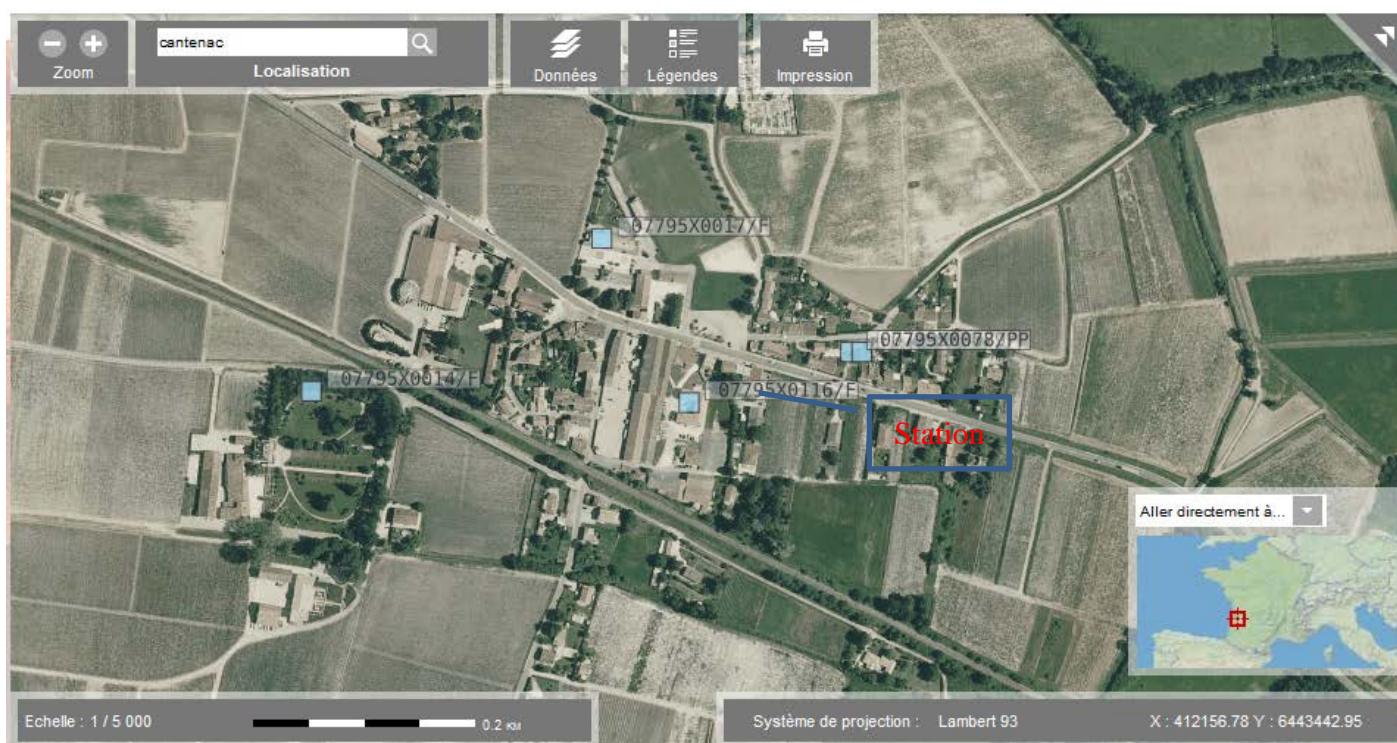 cantenac
Zoom
Localisation
Données
Légendes
Impression
07795X0017/F
07795X0078/PP
07795X0014/F
07795X0116/F
Station
Aller directement à...
Echelle : 1 / 5 000
0.2 KM
Système de projection : Lambert 93
X : 412156.78 Y : 6443442.95